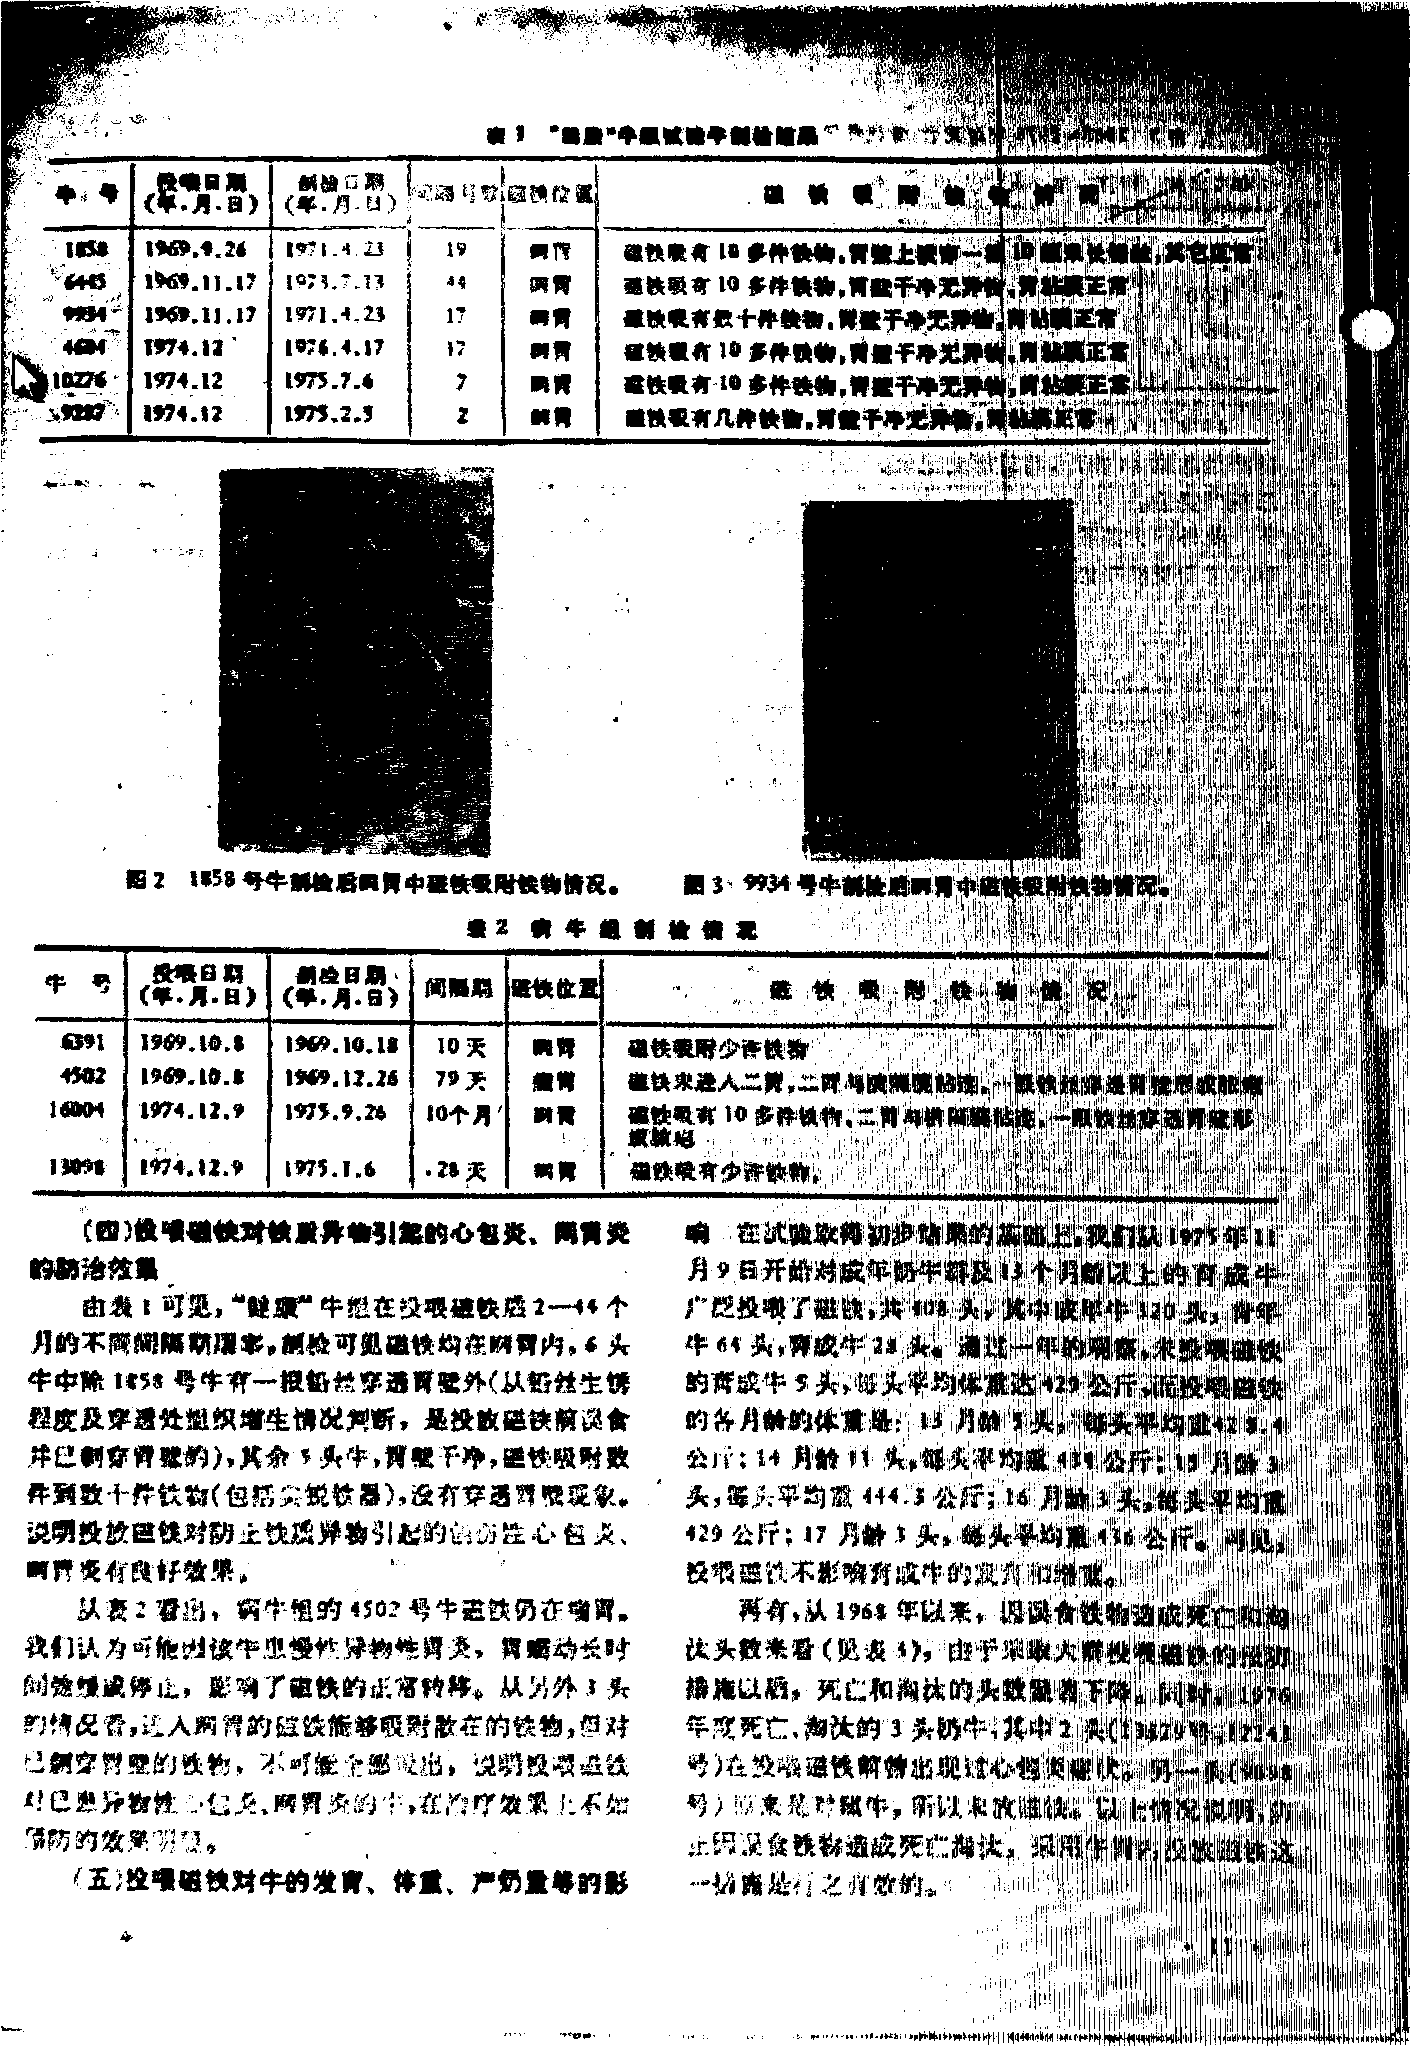 表1 “健康”牛组试验牛剖检结果
牛 号 投喂日期 (年.月.日) 剖检日期 (年.月.日) 磁铁位置 磁铁吸附铁物情况
1858 1969.9.26 1971.4.23 19 网胃 磁铁吸有10多件铁物,胃壁上
6445 1969.11.17 1973.7.13 44 网胃 磁铁吸有10多件铁物,胃壁干净无异物,胃粘膜正常
9934 1969.11.17 1971.4.23 17 网胃 磁铁吸有数十件铁物,胃壁干净无异物,胃粘膜正常
4604 1974.12 1976.4.17 17 网胃 磁铁吸有10多件铁物,胃壁干净无异物,胃粘膜正常
10276 1974.12 1975.7.6 7 网胃 磁铁吸有10多件铁物,胃壁干净无异物,胃粘膜正常
1974.12 1975.2.5 2 网胃 磁铁吸有几件铁物,胃壁干净无异物,胃粘膜正常
图2 1858号牛剖检后网胃中磁铁吸附铁物情况。
图3 9934号牛剖检后网胃中磁铁吸附铁物情况。
表2 病牛组剖检情况
牛 号 投喂日期 (年.月.日) 剖检日期 (年.月.日) 间隔期 磁铁位置 磁铁吸附铁物情况
6391 1969.10.8 1969.10.18 10天 网胃 磁铁吸附少许铁物
4502 1969.10.8 1969.12.26 79天 瘤胃 磁铁未进入二胃,二胃与横隔膜粘连,一根铁丝穿透胃壁形成脓疱
16004 1974.12.9 1975.9.26 10个月 网胃 磁铁吸有10多件铁物,二胃与横隔膜粘连,一根铁丝穿透胃壁形
成脓疱
13098 1974.12.9 1975.1.6 28天 网胃 磁铁吸有少许铁物.
(四)投喂磁铁对铁质异物引起的心包炎、网胃炎
的防治效果
由表1可见,“健康”牛组在投喂磁铁后2—44个
月的不同间隔期屠宰,剖检可见磁铁均在网胃内,6头
牛中除1858号牛有一根铅丝穿透胃壁外(从铅丝生锈
程度及穿透处组织增生情况判断,是投放磁铁前误食
并已刺穿胃壁的),其余5头牛,胃壁干净,磁铁吸附数
件到数十件铁物(包括尖锐铁器),没有穿透胃壁现象。
说明投放磁铁对防止铁质异物引起的创伤性心包炎、
网胃炎有良好效果。
从表2看出,病牛组的4502号牛磁铁仍在瘤胃。
我们认为可能因该牛患慢性异物性胃炎,胃蠕动长时
间弛缓或停止,影响了磁铁的正常转移。从另外3头
的情况看,进入网胃的磁铁能够吸附散在的铁物,但对
已刺穿胃壁的铁物,不可能全部吸出,说明投喂磁铁
对已患异物性心包炎、网胃炎的牛,在治疗效果上不如
预防的效果明显。
(五)投喂磁铁对牛的发育、体重、产奶量等的影
响 在试验取得初步结果的基础上,我们从1975年11
月9日开始对成年奶牛群及13个月龄以上的育成牛
广泛投喂了磁铁,共408头,其中成年牛320头,青年
牛64头,育成牛28头。通过一年的观察,未投喂磁铁
的育成牛5头,每头平均体重达429公斤,而投喂磁铁
的各月龄的体重是:13月龄5头,每头平均重428.4
公斤;14月龄11头,每头平均重公斤;15月龄3
头,每头平均重444.3公斤;16月龄3头,每头平均重
429公斤;17月龄3头,每头平均重436公斤。可见,
投喂磁铁不影响育成牛的发育和增重。
再有,从1968年以来,因误食铁物造成死亡和淘
汰头数来看(见表3),由于采取大群投喂磁铁的预防
措施以后,死亡和淘汰的头数显著下降。同时,1976
年度死亡、淘汰的3头奶牛,其中2头
号)在投喂磁铁前曾出现过心包炎症状。另一头
号)原来是对照牛,所以未放磁铁。以上情况说明,防
止因误食铁物造成死亡淘汰,采用牛网内投放磁铁这
一措施是行之有效的。
· 11 ·